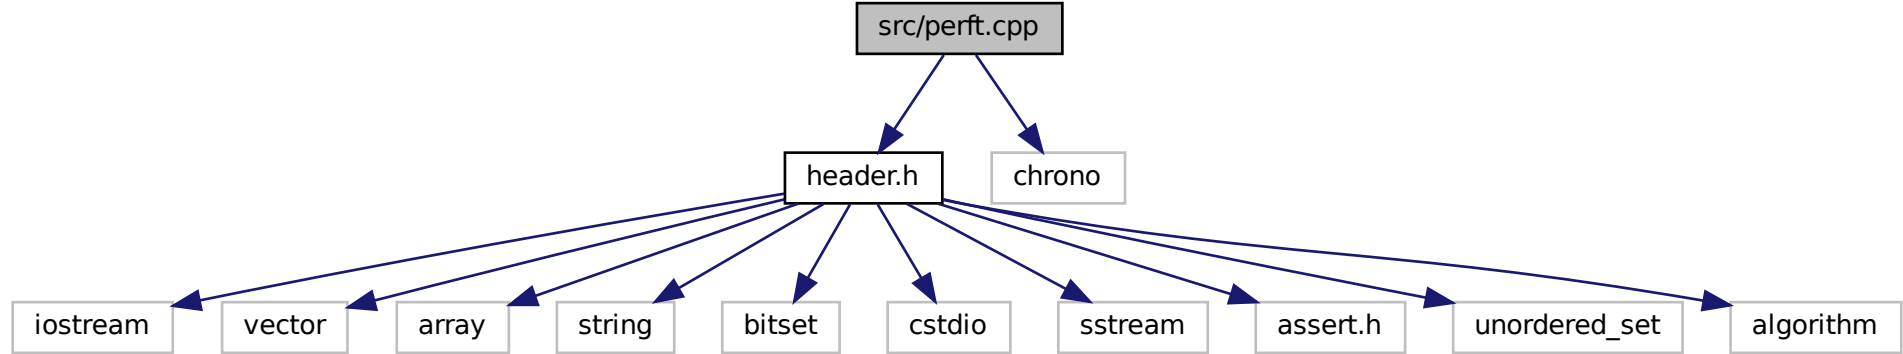 src/perft.cpp
header.h
chrono
iostream
vector
array
string
bitset
cstdio
sstream
assert.h
unordered_set
algorithm